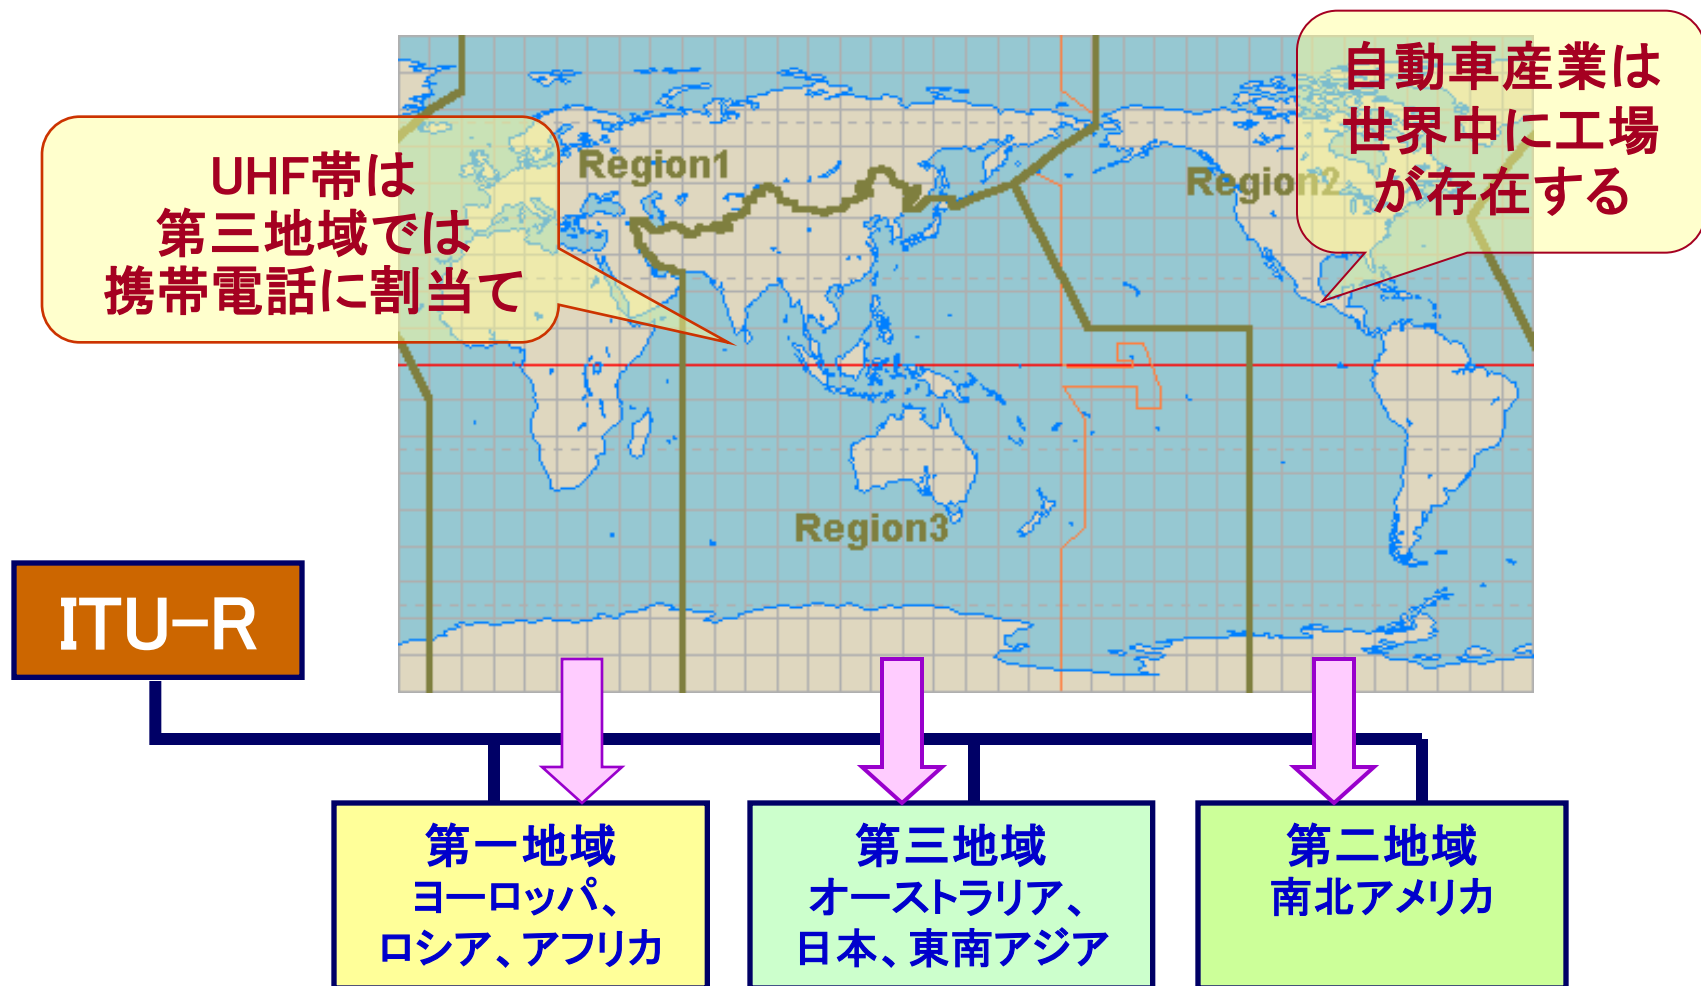 自動車産業は
世界中に工場
が存在する
UHF帯は
第三地域では
携帯電話に割当て
Region1
Region2
Region3
ITU-R
第一地域
ヨーロッパ、
ロシア、アフリカ
第三地域
オーストラリア、
日本、東南アジア
第二地域
南北アメリカ